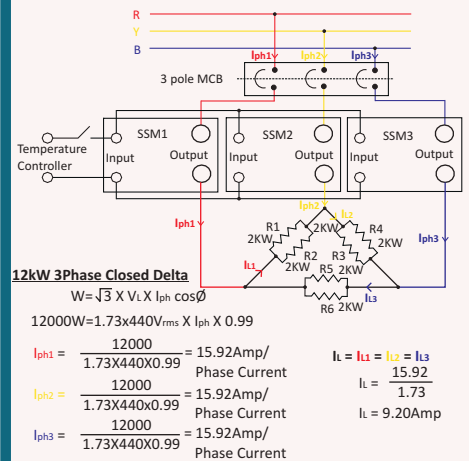 R
Y
B
Iph1 Iph2 Iph3
3 pole MCB
SSM1 SSM2 SSM3
Temperature
Controller
Input Output Input Output Input Output
Iph1 Iph2 Iph3
R1
2KW
2KW
IL2
R4
2KW
R2
2KW
R3
2KW
IL1
R5
IL3
R6 2KW
12kW 3Phase Closed Delta
W=√3 X VL X Iph cosØ
12000W=1.73x440Vrms X Iph X 0.99
Iph1 = 12000
1.73X440X0.99 = 15.92Amp/
Phase Current
Iph2 = 12000
1.73X440x0.99 = 15.92Amp/
Phase Current
Iph3 = 12000
1.73X440X0.99 = 15.92Amp/
Phase Current
IL = IL1 = IL2 = IL3
IL = 15.92
1.73
IL = 9.20Amp